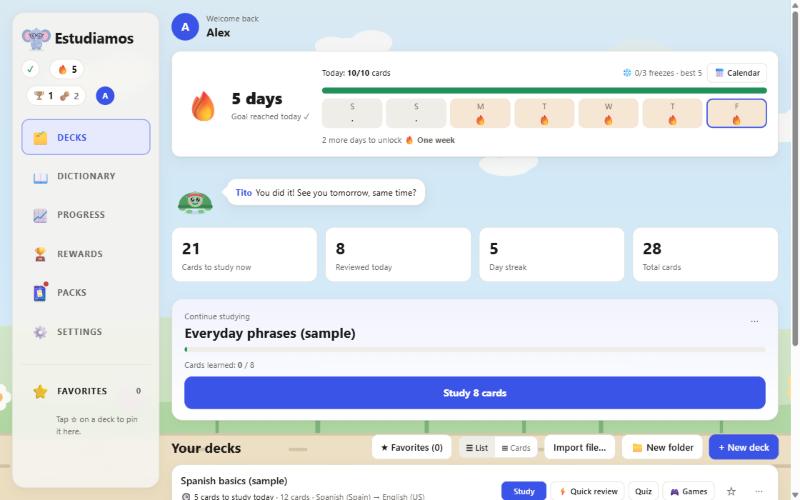 Estudiamos
✓
🔥 5
🏆 1 🥜 2
A
DECKS
DICTIONARY
PROGRESS
REWARDS
PACKS
SETTINGS
FAVORITES 0
Tap ☆ on a deck to pin
it here.
A
Welcome back
Alex
5 days
Goal reached today ✓
Today: 10/10 cards
0/3 freezes · best 5
Calendar
S S M T W T F
2 more days to unlock 🔥 One week
Tito You did it! See you tomorrow, same time?
21
Cards to study now
8
Reviewed today
5
Day streak
28
Total cards
Continue studying
...
Everyday phrases (sample)
Cards learned: 0 / 8
Study 8 cards
Your decks
★ Favorites (0)
List
Cards
Import file...
New folder
+ New deck
Spanish basics (sample)
5 cards to study today · 12 cards · Spanish (Spain) → English (US)
Study
Quick review
Quiz
Games
☆
...